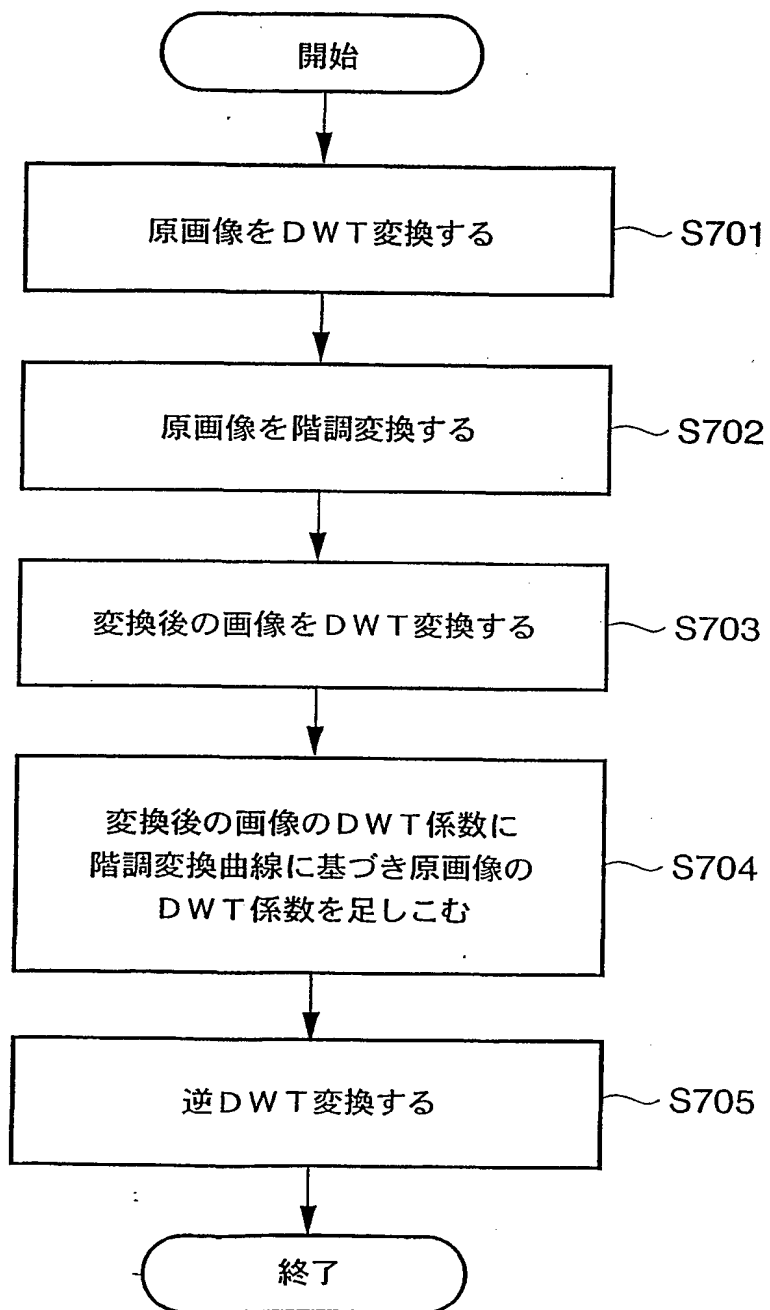 開始
原画像をDWT変換する
S701
原画像を階調変換する
S702
変換後の画像をDWT変換する
S703
変換後の画像のDWT係数に
階調変換曲線に基づき原画像の
DWT係数を足しこむ
S704
逆DWT変換する
S705
終了